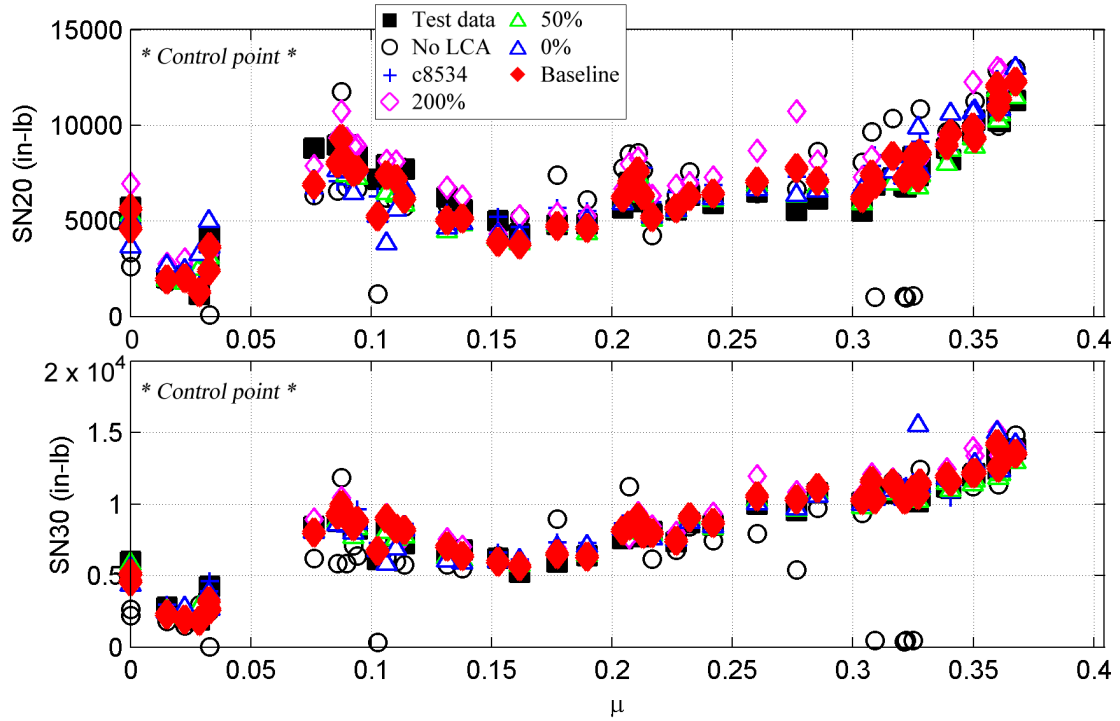 15000
* Control point *
Test data
No LCA
c8534
200%
50%
0%
Baseline
10000
5000
0
SN20 (in-lb)
0 0.05 0.1 0.15 0.2 0.25 0.3 0.35 0.4
2 x 10^4
* Control point *
1.5
1
0.5
0
SN30 (in-lb)
0 0.05 0.1 0.15 0.2 0.25 0.3 0.35 0.4
μ